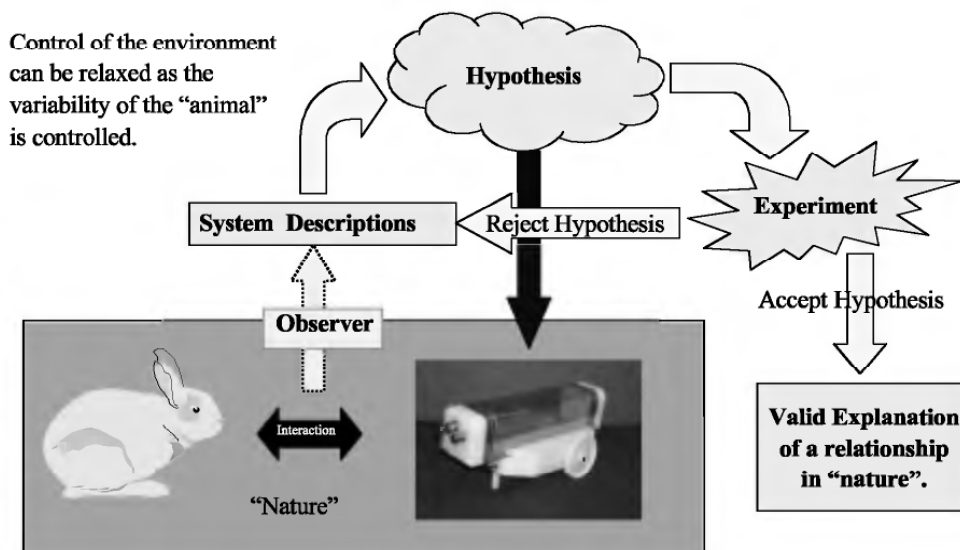 Control of the environment
can be relaxed as the
variability of the “animal”
is controlled.
Hypothesis
System Descriptions
Reject Hypothesis
Experiment
Accept Hypothesis
Observer
Interaction
“Nature”
Valid Explanation
of a relationship
in “nature”.